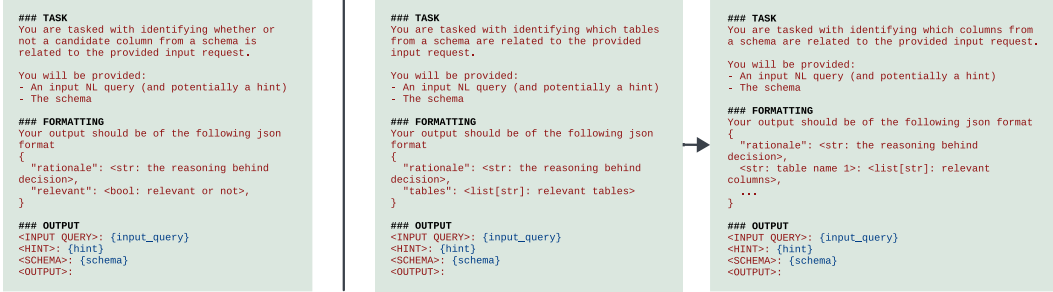 ### TASK
You are tasked with identifying whether or
not a candidate column from a schema is
related to the provided input request.
You will be provided:
- An input NL query (and potentially a hint)
- The schema
### FORMATTING
Your output should be of the following json
format
{
"rationale": <str: the reasoning behind
decision>,
"relevant": <bool: relevant or not>,
}
### OUTPUT
<INPUT QUERY>: {input_query}
<HINT>: {hint}
<SCHEMA>: {schema}
<OUTPUT>:
### TASK
You are tasked with identifying which tables
from a schema are related to the provided
input request.
You will be provided:
- An input NL query (and potentially a hint)
- The schema
### FORMATTING
Your output should be of the following json
format
{
"rationale": <str: the reasoning behind
decision>,
"tables": <list[str]: relevant tables>
}
### OUTPUT
<INPUT QUERY>: {input_query}
<HINT>: {hint}
<SCHEMA>: {schema}
<OUTPUT>:
### TASK
You are tasked with identifying which columns from
a schema are related to the provided input request.
You will be provided:
- An input NL query (and potentially a hint)
- The schema
### FORMATTING
Your output should be of the following json format
{
"rationale": <str: the reasoning behind
decision>,
<str: table name 1>: <list[str]: relevant
columns>,
...
}
### OUTPUT
<INPUT QUERY>: {input_query}
<HINT>: {hint}
<SCHEMA>: {schema}
<OUTPUT>: